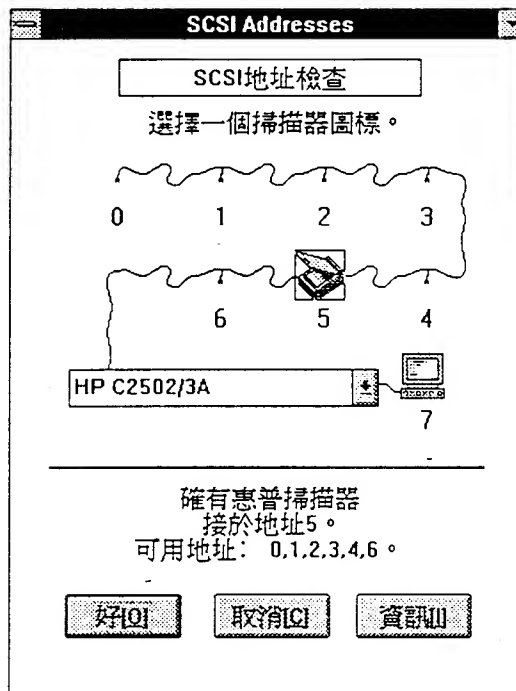 SCSI Addresses
SCSI地址檢查
選擇一個掃描器圖標。
0 1 2 3
6 5 4
HP C2502/3A
7
確有惠普掃描器
接於地址5。
可用地址： 0,1,2,3,4,6。
好[O] 取消[C] 資訊[I]